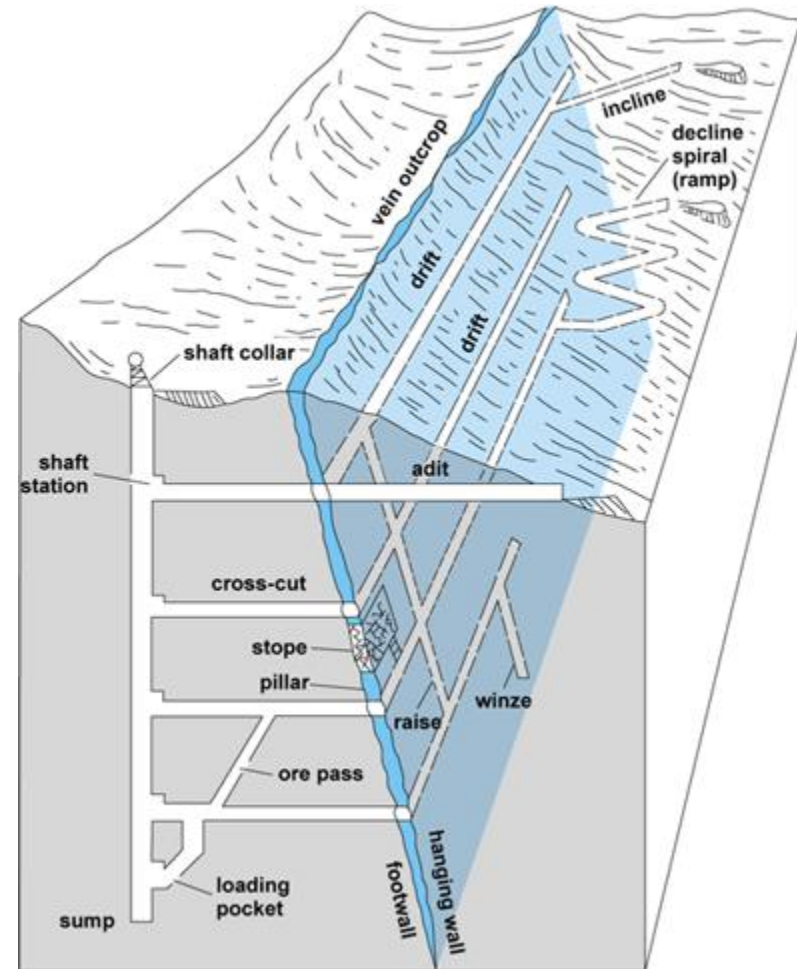 incline
decline
spiral
(ramp)
vein outcrop
drift
drift
shaft collar
shaft
station
adit
cross-cut
stope
pillar
raise
winze
ore pass
loading
pocket
sump
footwall
hanging wall